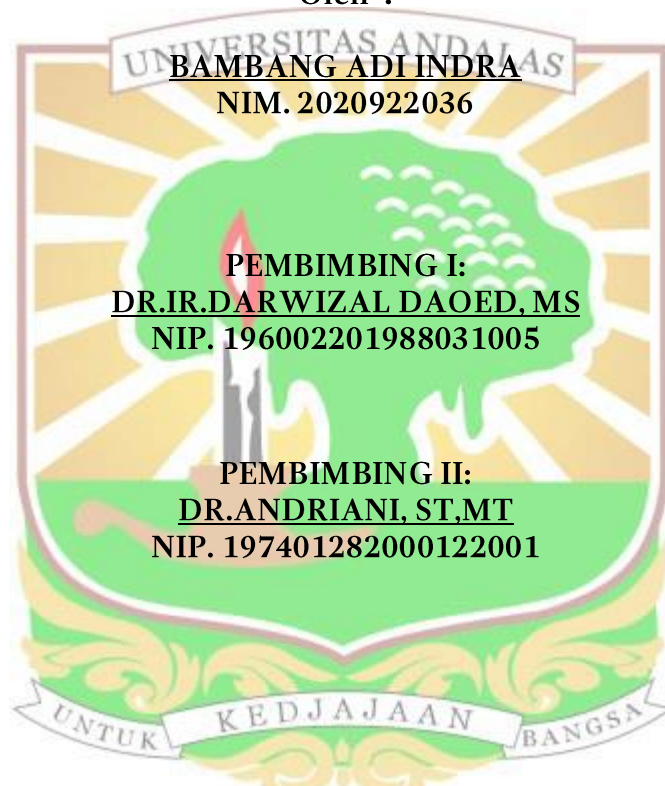 Oleh :
UNIVERSITAS ANDALAS
BAMBANG ADI INDRA
NIM. 2020922036
PEMBIMBING I:
DR.IR.DARWIZAL DAOED, MS
NIP. 196002201988031005
PEMBIMBING II:
DR.ANDRIANI, ST,MT
NIP. 197401282000122001
UNTUK KEDJAJAAN BANGSA